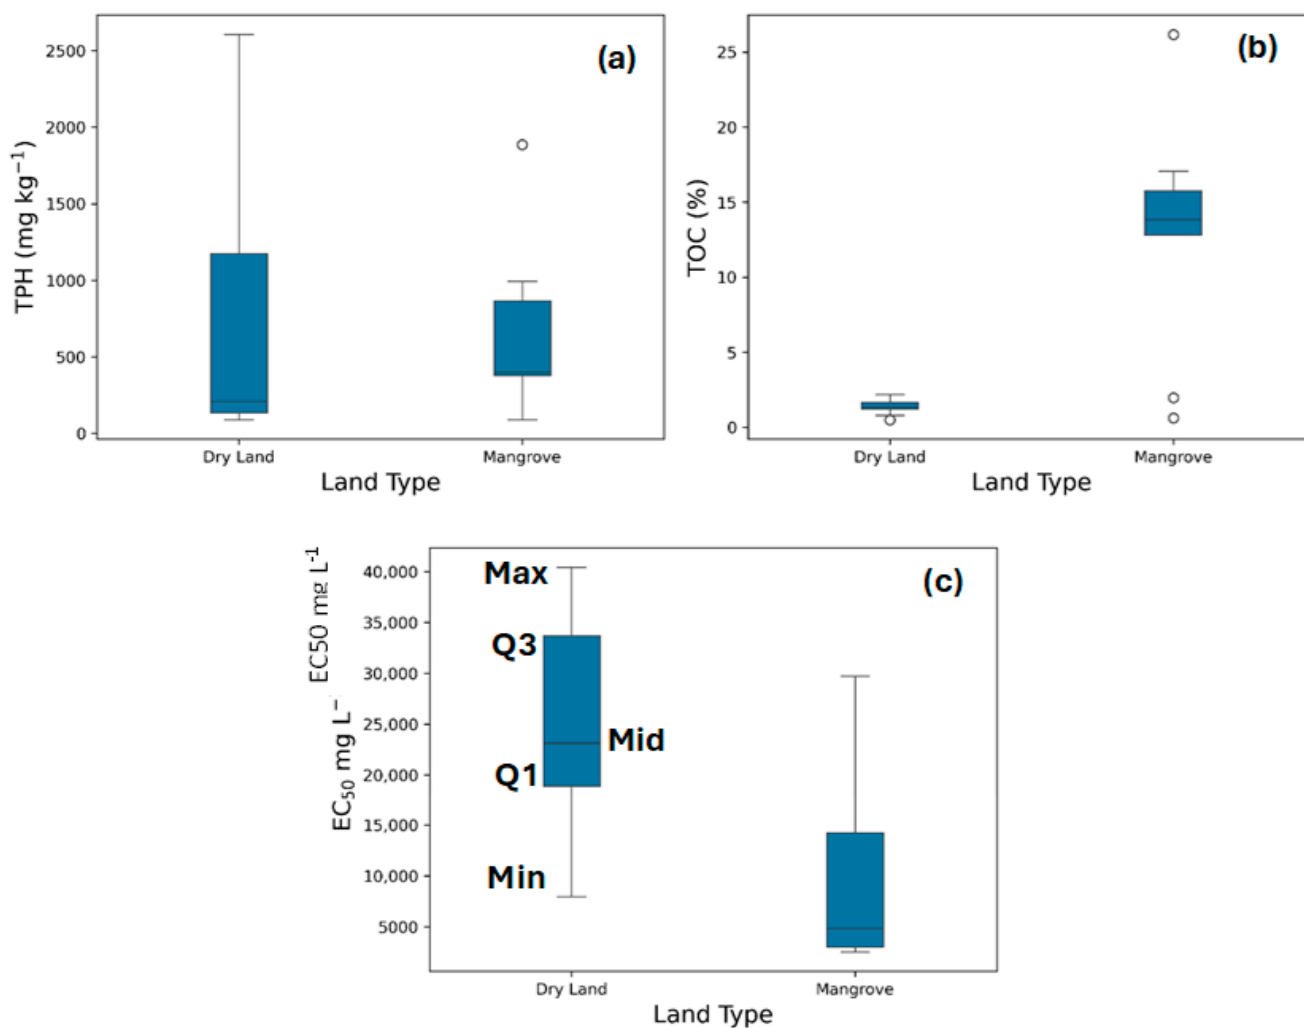 (a)
TPH (mg kg⁻¹)
2500
2000
1500
1000
500
0
Dry Land Mangrove
Land Type
(b)
TOC (%)
25
20
15
10
5
0
Dry Land Mangrove
Land Type
(c)
EC50 mg L⁻¹
EC₅₀ mg L⁻
40,000
35,000
30,000
25,000
20,000
15,000
10,000
5000
Max
Q3
Mid
Q1
Min
Dry Land Mangrove
Land Type